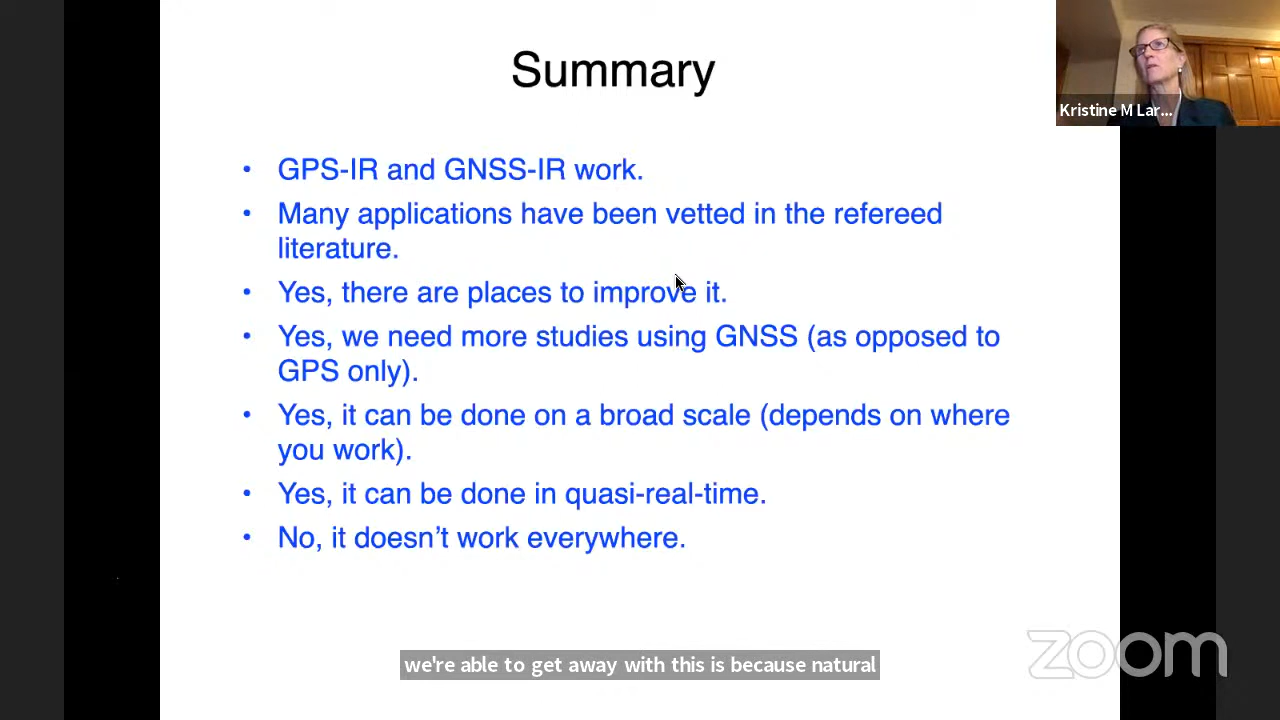 Summary
Kristine M Lar...
• GPS-IR and GNSS-IR work.
• Many applications have been vetted in the refereed
literature.
• Yes, there are places to improve it.
• Yes, we need more studies using GNSS (as opposed to
GPS only).
• Yes, it can be done on a broad scale (depends on where
you work).
• Yes, it can be done in quasi-real-time.
• No, it doesn’t work everywhere.
we're able to get away with this is because natural
zoom